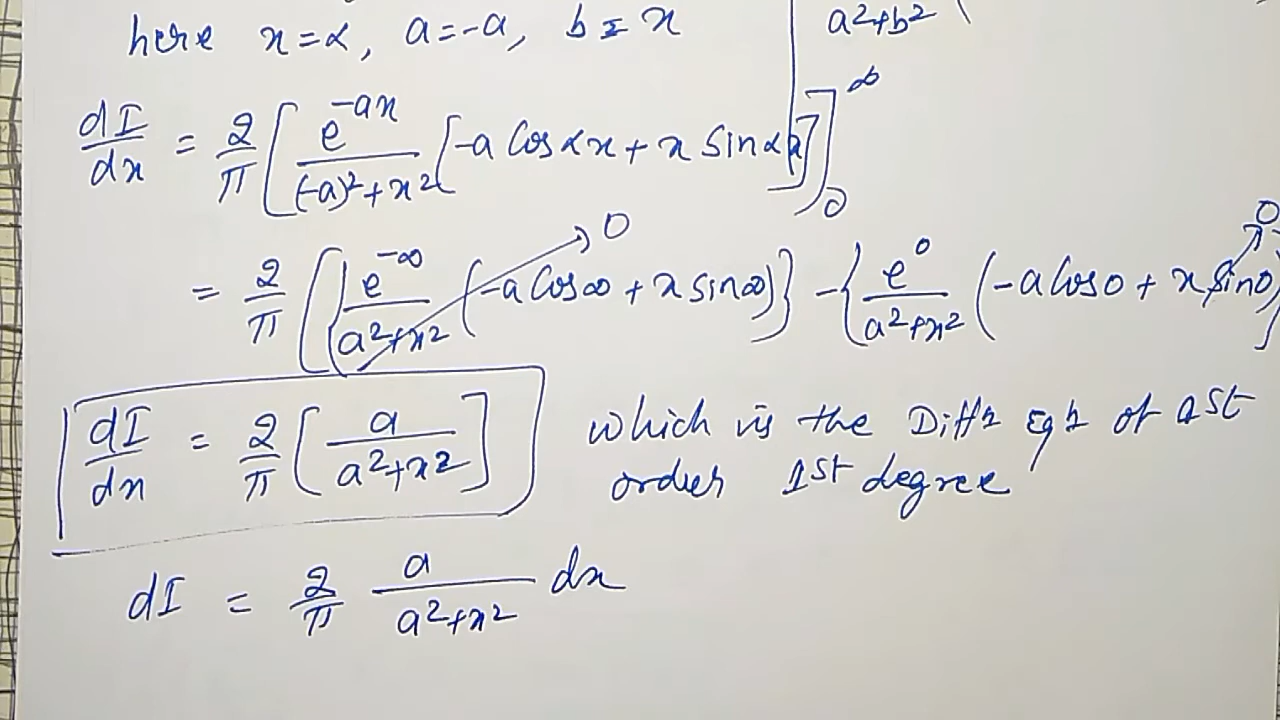 here x=α, a=-a, b=x
a²+b²
dI/dx = 2/π [ e^-ax / (-a)²+x² [-a Cos αx + x Sin αx] ]₀^∞
= 2/π [ { e^-∞ / a²+x² (-a Cos∞ + x sin∞) } - { e^0 / a²+x² (-a Cos0 + x sin0) }
0
0
dI/dx = 2/π [ a / a²+x² ] which is the Diffr Eqr of 1st
order 1st degree
dI = 2/π a / a²+x² dx